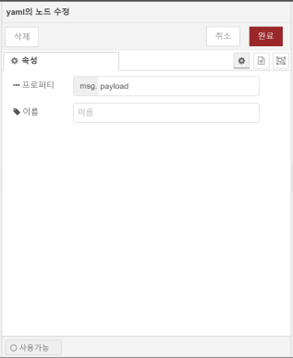 yaml의 노드 수정
삭제
취소
완료
속성
프로퍼티
msg. payload
이름
이름
사용가능